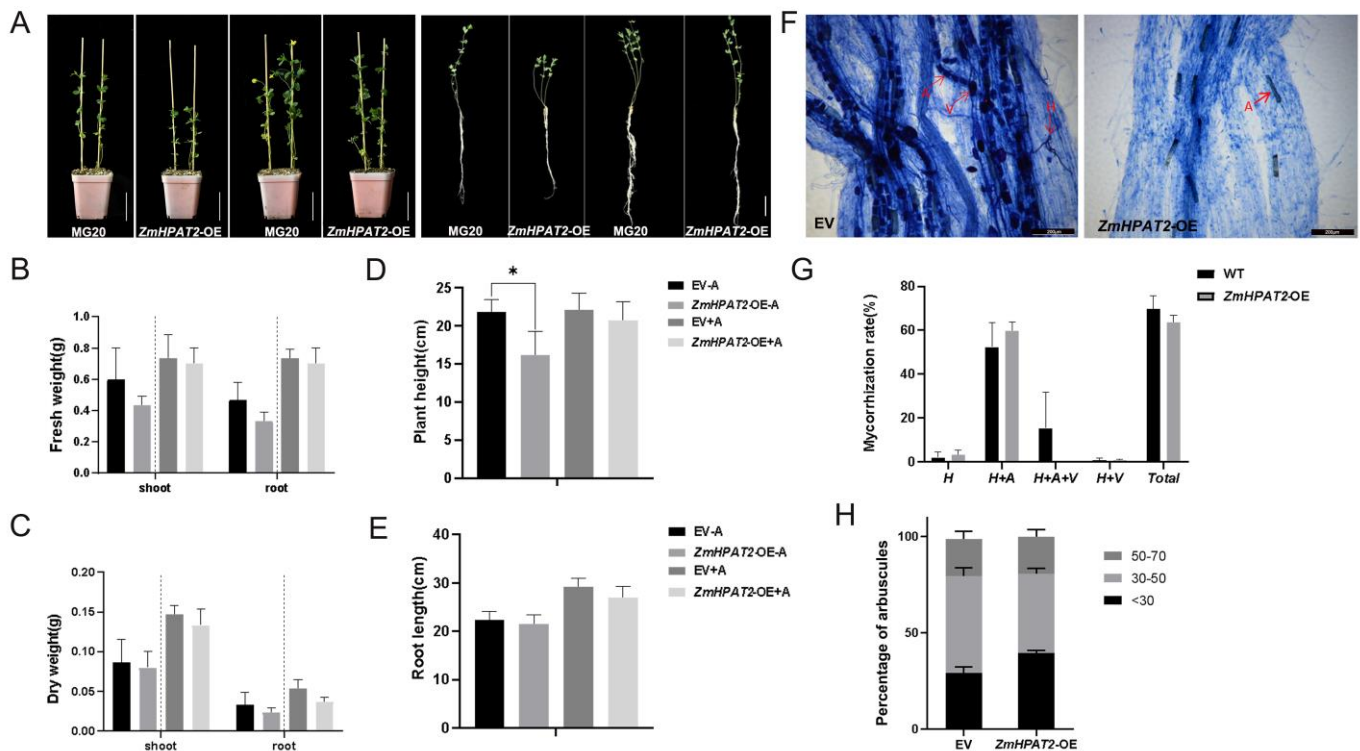 A
MG20
ZmHPAT2-OE
MG20
ZmHPAT2-OE
MG20
ZmHPAT2-OE
MG20
ZmHPAT2-OE
F
A
V
H
EV
200μm
A
ZmHPAT2-OE
200μm
B
Fresh weight(g)
1.0
0.8
0.6
0.4
0.2
0.0
shoot
root
D
Plant height(cm)
25
20
15
25
10
5
0
*
EV-A
ZmHPAT2-OE-A
EV+A
ZmHPAT2-OE+A
G
Mycorrhization rate(%)
80
60
40
20
0
H
H+A
H+A+V
H+V
Total
WT
ZmHPAT2-OE
C
Dry weight(g)
0.20
0.15
0.10
0.05
0.00
shoot
root
E
Root length(cm)
40
30
20
10
0
EV-A
ZmHPAT2-OE-A
EV+A
ZmHPAT2-OE+A
H
Percentage of arbuscules
100
50
0
EV
ZmHPAT2-OE
50-70
30-50
<30